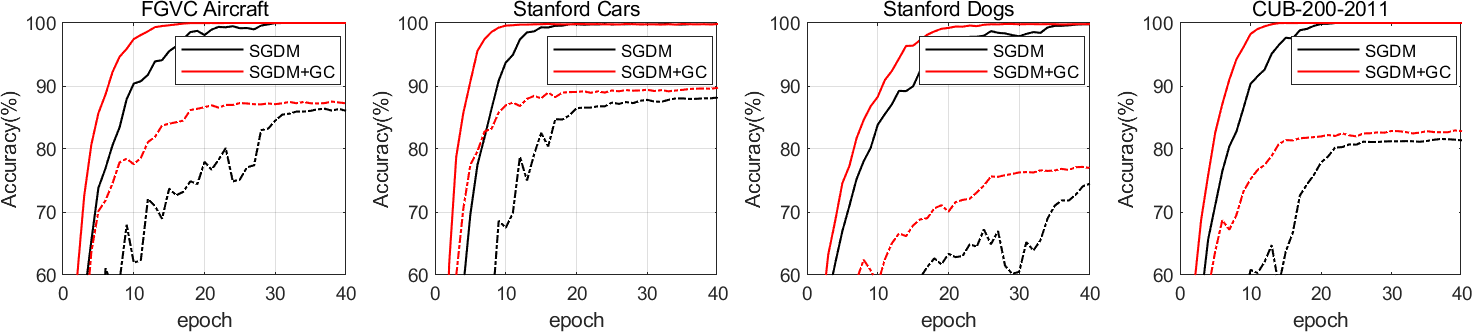 FGVC Aircraft
100
90
80
70
60
0
10
20
30
40
Accuracy(%)
epoch
SGDM
SGDM+GC
Stanford Cars
100
90
80
70
60
0
10
20
30
40
Accuracy(%)
epoch
SGDM
SGDM+GC
Stanford Dogs
100
90
80
70
60
0
10
20
30
40
Accuracy(%)
epoch
SGDM
SGDM+GC
CUB-200-2011
100
90
80
70
60
0
10
20
30
40
Accuracy(%)
epoch
SGDM
SGDM+GC